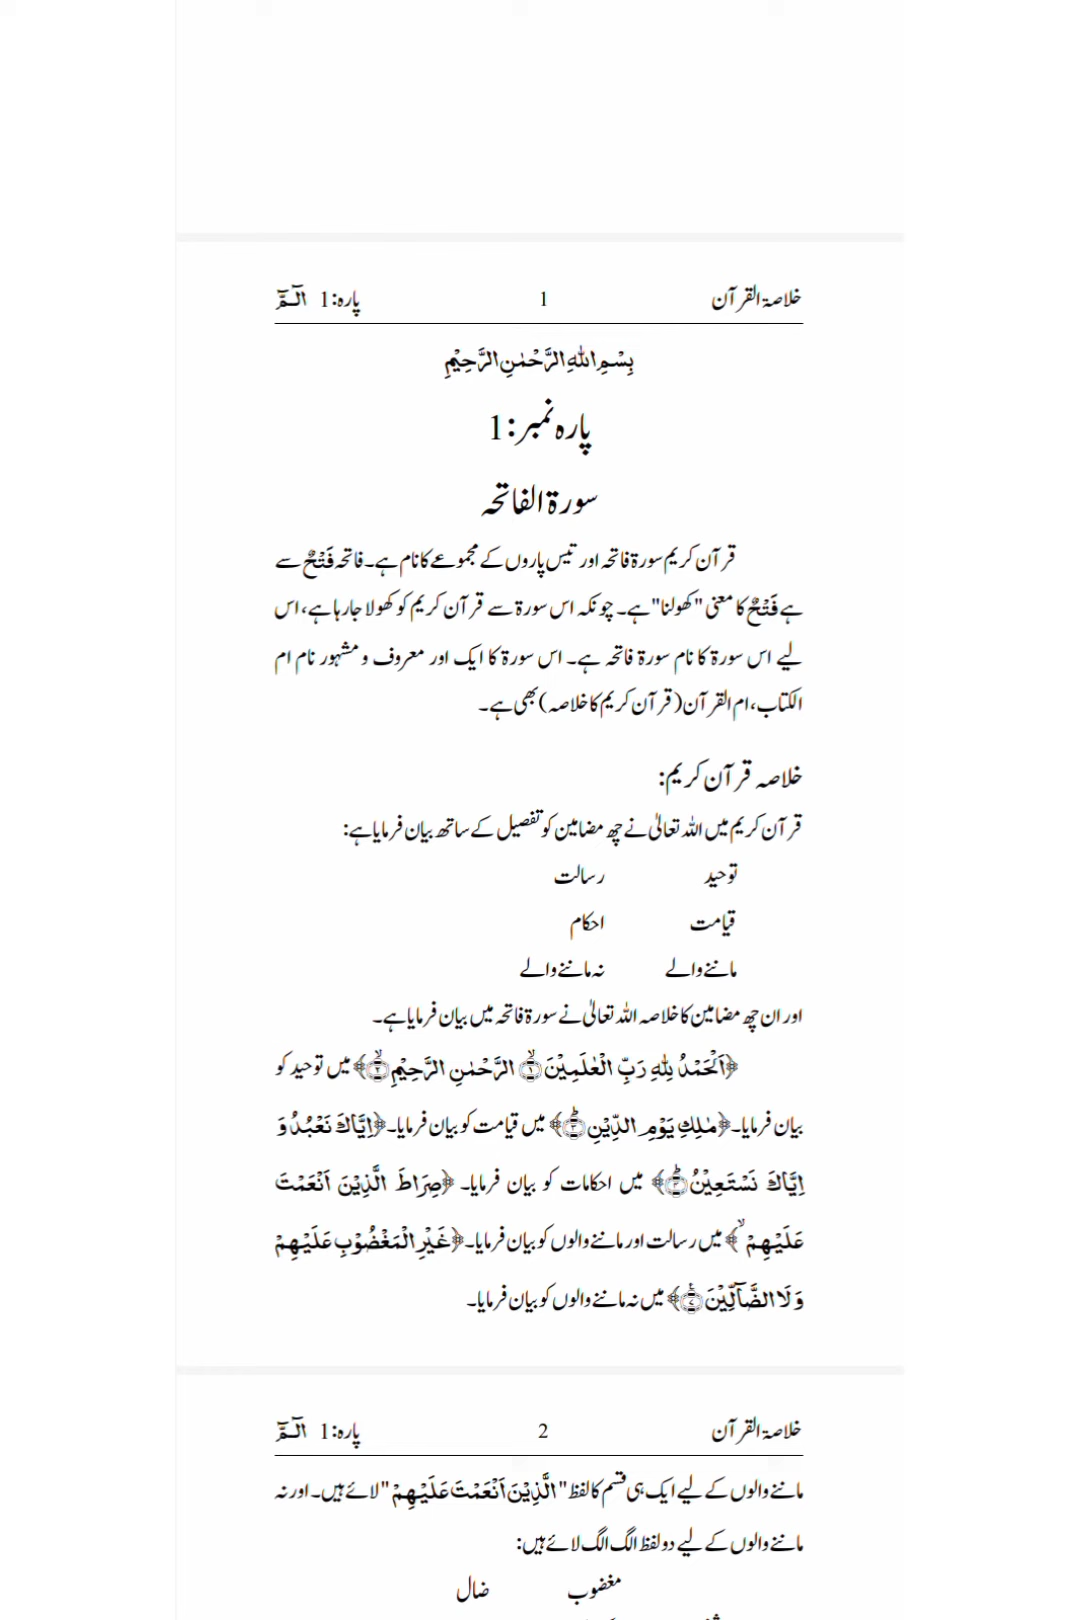 خلاصۃ القرآن 1 پارہ:1 الٓـمّٓ
بِسْمِ اللّٰهِ الرَّحْمٰنِ الرَّحِیْمِ
پارہ نمبر:1
سورۃ الفاتحہ
قرآن کریم سورۃ فاتحہ اور تیس پاروں کے مجموعے کا نام ہے۔ فاتحہ فَتْحٌ سے
ہے فَتْحٌ کا معنی "کھولنا" ہے۔ چونکہ اس سورۃ سے قرآن کریم کو کھولا جا رہا ہے، اس
لیے اس سورۃ کا نام سورۃ فاتحہ ہے۔ اس سورۃ کا ایک اور معروف و مشہور نام ام
الکتاب، ام القرآن (قرآن کریم کا خلاصہ) بھی ہے۔
خلاصہ قرآن کریم:
قرآن کریم میں اللہ تعالیٰ نے چھ مضامین کو تفصیل کے ساتھ بیان فرمایا ہے:
توحید رسالت
قیامت احکام
ماننے والے نہ ماننے والے
اور ان چھ مضامین کا خلاصہ اللہ تعالیٰ نے سورۃ فاتحہ میں بیان فرمایا ہے۔
﴿اَلْحَمْدُ لِلّٰهِ رَبِّ الْعٰلَمِیْنَ ۙ﴿۱﴾ الرَّحْمٰنِ الرَّحِیْمِ ۙ﴿۲﴾﴾ میں توحید کو
بیان فرمایا۔ ﴿مٰلِكِ یَوْمِ الدِّیْنِ ؕ﴿۳﴾﴾ میں قیامت کو بیان فرمایا۔ ﴿اِیَّاكَ نَعْبُدُ وَ
اِیَّاكَ نَسْتَعِیْنُ ؕ﴿۴﴾﴾ میں احکامات کو بیان فرمایا۔ ﴿صِرَاطَ الَّذِیْنَ اَنْعَمْتَ
عَلَیْهِمْ ۙ﴾ میں رسالت اور ماننے والوں کو بیان فرمایا۔ ﴿غَیْرِ الْمَغْضُوْبِ عَلَیْهِمْ
وَلَا الضَّآلِّیْنَ ﴿۷﴾﴾ میں نہ ماننے والوں کو بیان فرمایا۔
خلاصۃ القرآن 2 پارہ:1 الٓـمّٓ
ماننے والوں کے لیے ایک ہی قسم کا لفظ "الَّذِیْنَ اَنْعَمْتَ عَلَیْهِمْ" لائے ہیں۔ اور نہ
ماننے والوں کے لیے دو لفظ الگ الگ لائے ہیں:
مغضوب ضال